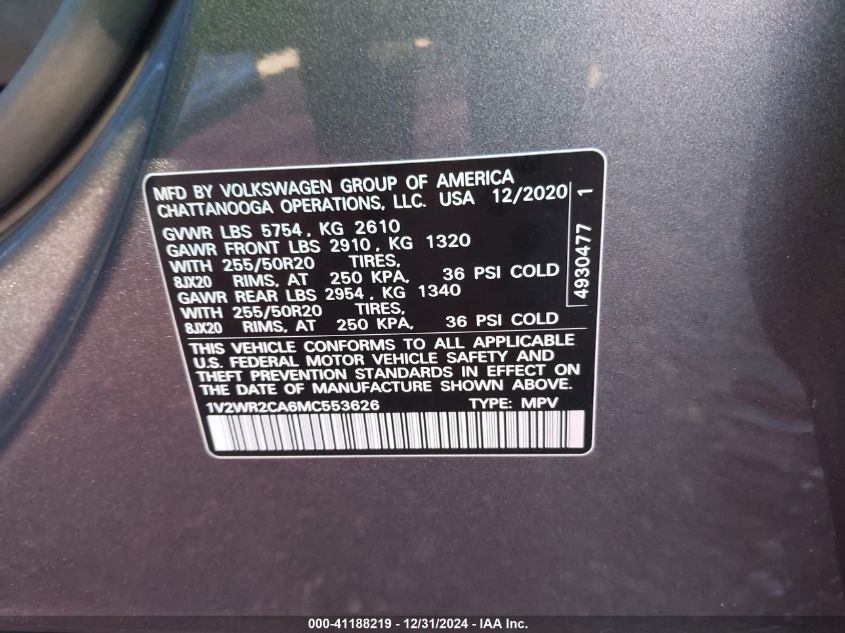 MFD BY VOLKSWAGEN GROUP OF AMERICA
CHATTANOOGA OPERATIONS, LLC. USA 12/2020
GVWR LBS 5754, KG 2610
GAWR FRONT LBS 2910, KG 1320
WITH 255/50R20 TIRES,
8JX20 RIMS, AT 250 KPA, 36 PSI COLD
GAWR REAR LBS 2954, KG 1340
WITH 255/50R20 TIRES,
8JX20 RIMS, AT 250 KPA, 36 PSI COLD
4930477 1
THIS VEHICLE CONFORMS TO ALL APPLICABLE
U.S. FEDERAL MOTOR VEHICLE SAFETY AND
THEFT PREVENTION STANDARDS IN EFFECT ON
THE DATE OF MANUFACTURE SHOWN ABOVE.
1V2WR2CA6MC553626 TYPE: MPV
000-41188219 - 12/31/2024 - IAA Inc.